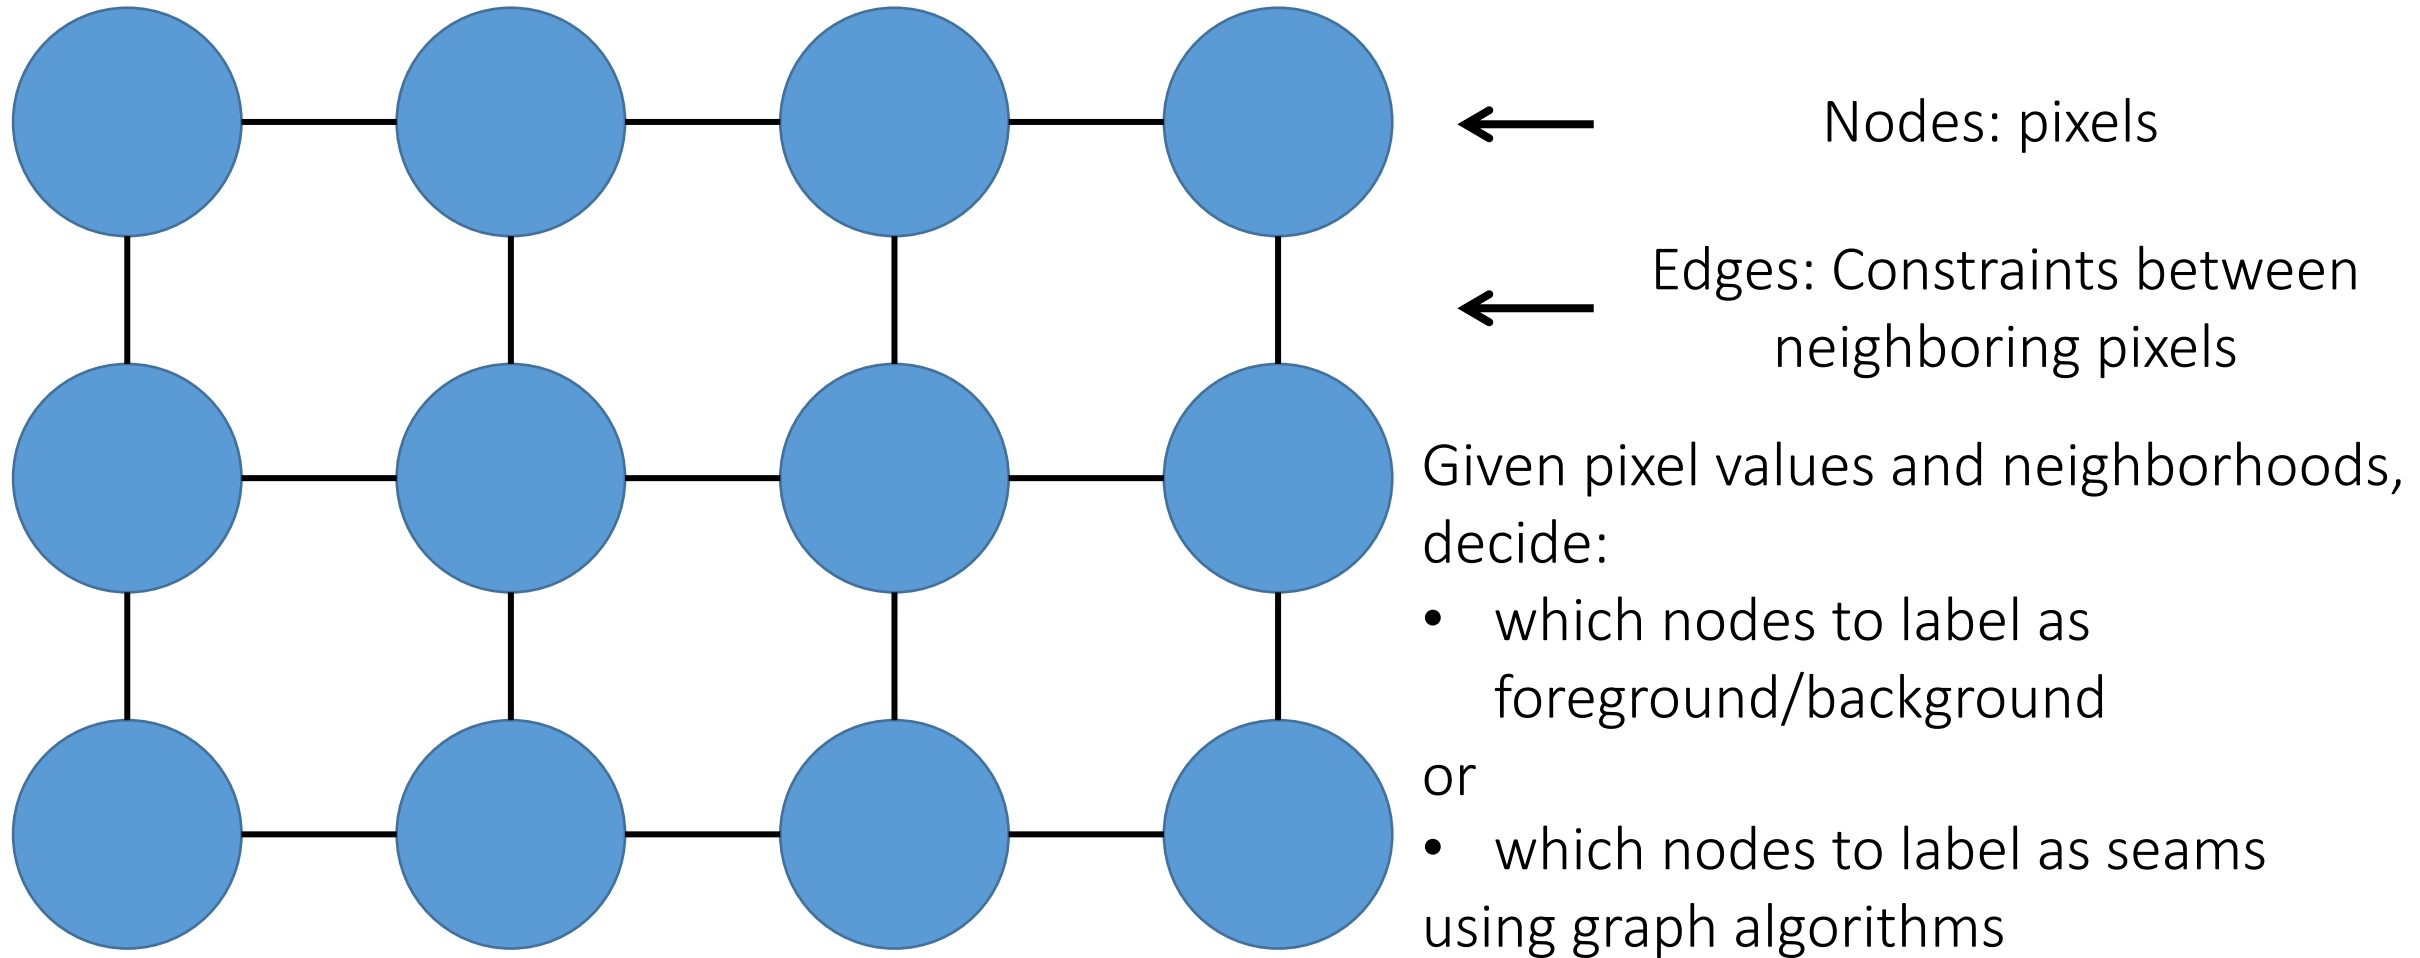 Nodes: pixels
Edges: Constraints between
neighboring pixels
Given pixel values and neighborhoods,
decide:
• which nodes to label as
foreground/background
or
• which nodes to label as seams
using graph algorithms